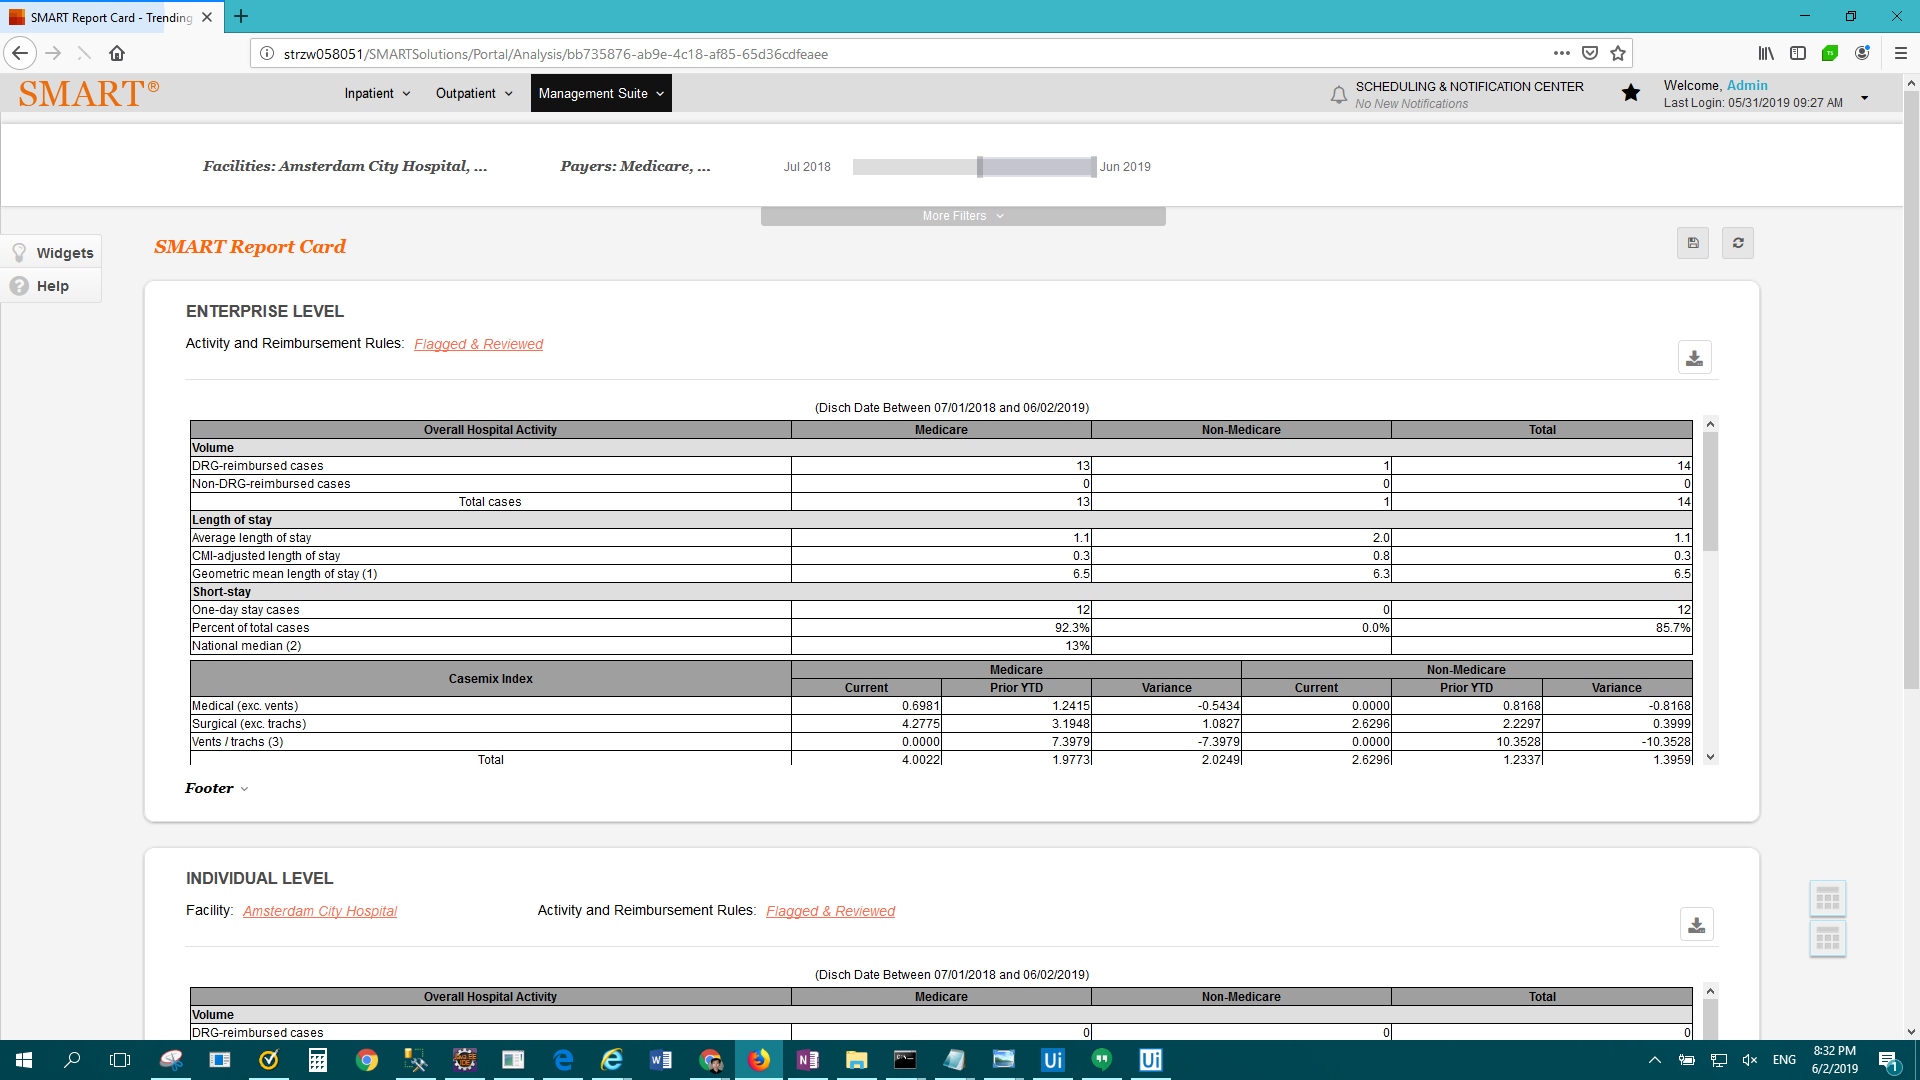 SMART Report Card - Trending
strzw058051/SMARTSolutions/Portal/Analysis/bb735876-ab9e-4c18-af85-65d36cdfeaee
SMART®
Inpatient Outpatient Management Suite
SCHEDULING & NOTIFICATION CENTER
No New Notifications
Welcome, Admin
Last Login: 05/31/2019 09:27 AM
Facilities: Amsterdam City Hospital, ... Payers: Medicare, ... Jul 2018 Jun 2019
More Filters
Widgets
Help
SMART Report Card
ENTERPRISE LEVEL
Activity and Reimbursement Rules: Flagged & Reviewed
(Disch Date Between 07/01/2018 and 06/02/2019)
Overall Hospital Activity Medicare Non-Medicare Total
Volume
DRG-reimbursed cases 13 1 14
Non-DRG-reimbursed cases 0 0 0
Total cases 13 1 14
Length of stay
Average length of stay 1.1 2.0 1.1
CMI-adjusted length of stay 0.3 0.8 0.3
Geometric mean length of stay (1) 6.5 6.3 6.5
Short-stay
One-day stay cases 12 0 12
Percent of total cases 92.3% 0.0% 85.7%
National median (2) 13%
Casemix Index Medicare Non-Medicare
Current Prior YTD Variance Current Prior YTD Variance
Medical (exc. vents) 0.6981 1.2415 -0.5434 0.0000 0.8168 -0.8168
Surgical (exc. trachs) 4.2775 3.1948 1.0827 2.6296 2.2297 0.3999
Vents / trachs (3) 0.0000 7.3979 -7.3979 0.0000 10.3528 -10.3528
Total 4.0022 1.9773 2.0249 2.6296 1.2337 1.3959
Footer
INDIVIDUAL LEVEL
Facility: Amsterdam City Hospital Activity and Reimbursement Rules: Flagged & Reviewed
(Disch Date Between 07/01/2018 and 06/02/2019)
Overall Hospital Activity Medicare Non-Medicare Total
Volume
DRG-reimbursed cases 0 0 0
ENG
8:32 PM
6/2/2019
1